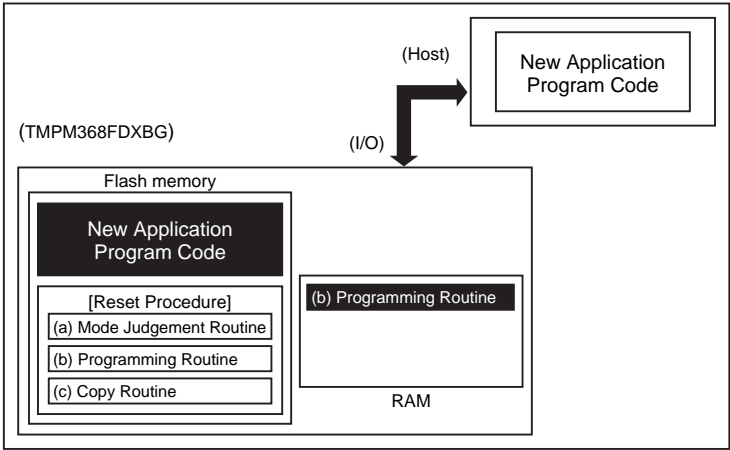 (Host)
New Application
Program Code
(TMPM368FDXBG)
(I/O)
Flash memory
New Application
Program Code
[Reset Procedure]
(a) Mode Judgement Routine
(b) Programming Routine
(c) Copy Routine
(b) Programming Routine
RAM